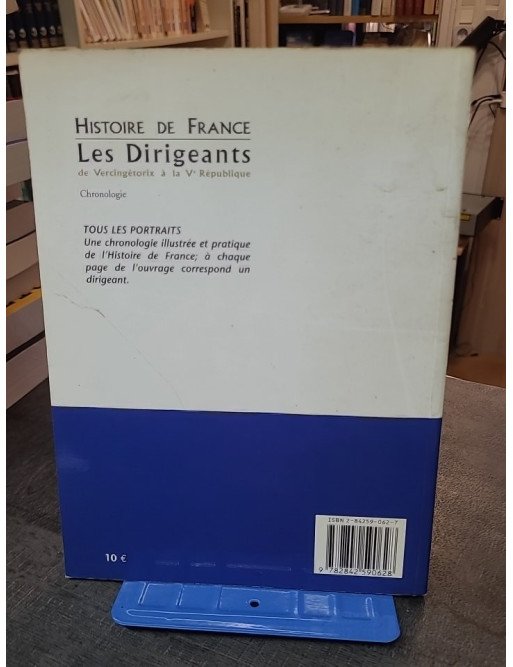 HISTOIRE DE FRANCE
Les Dirigeants
de Vercingétorix à la Vᵉ République
Chronologie
TOUS LES PORTRAITS
Une chronologie illustrée et pratique
de l'Histoire de France; à chaque
page de l'ouvrage correspond un
dirigeant.
ISBN 2-84259-062-7
9 782842 590628
10 €